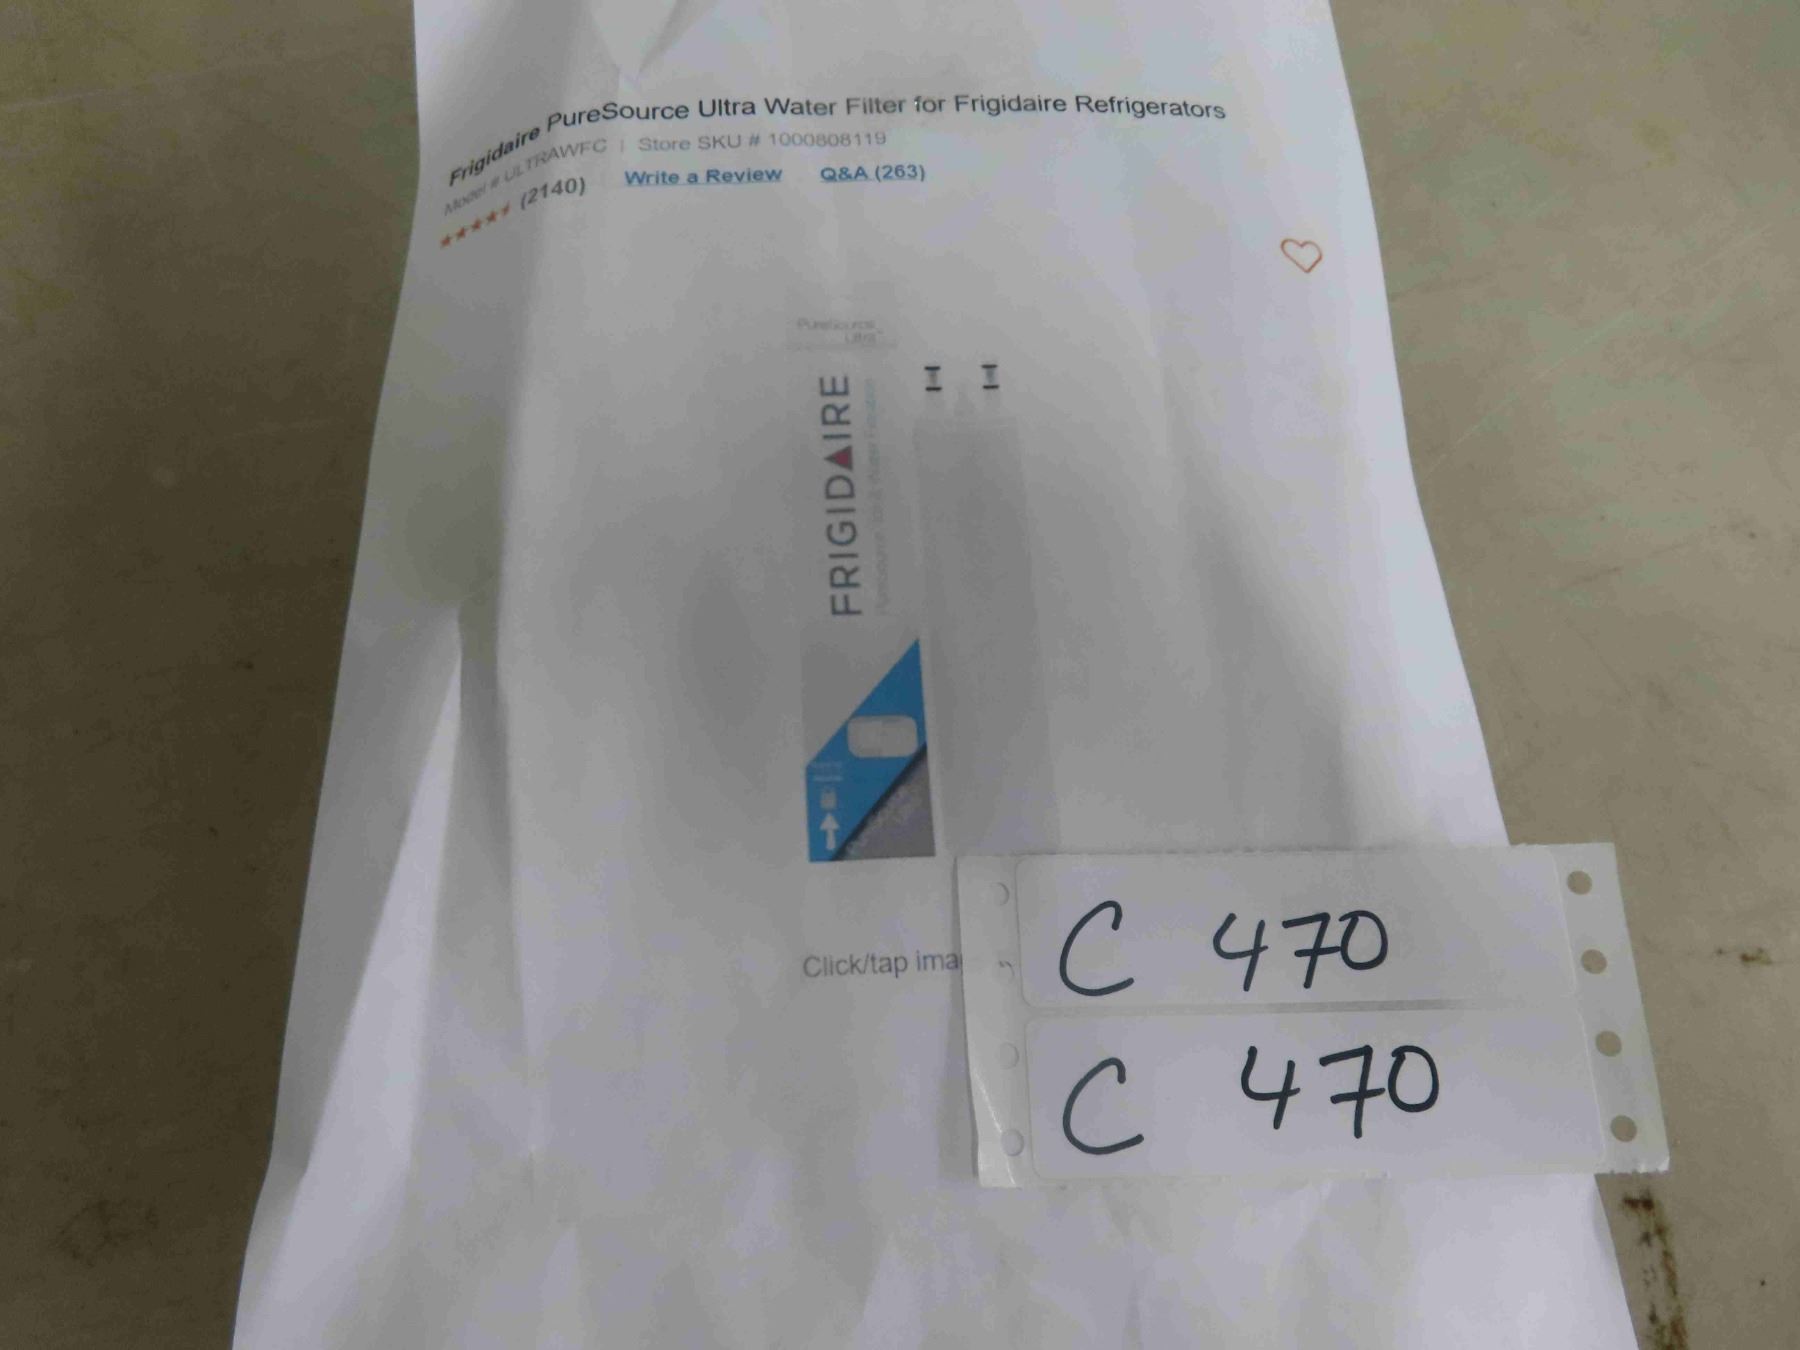 Frigidaire PureSource Ultra Water Filter for Frigidaire Refrigerators
Model # ULTRAWFC | Store SKU # 1000808119
(2140) Write a Review Q&A (263)
PureSource
Ultra
FRIGIDAIRE
Click/tap ima
C 470
C 470